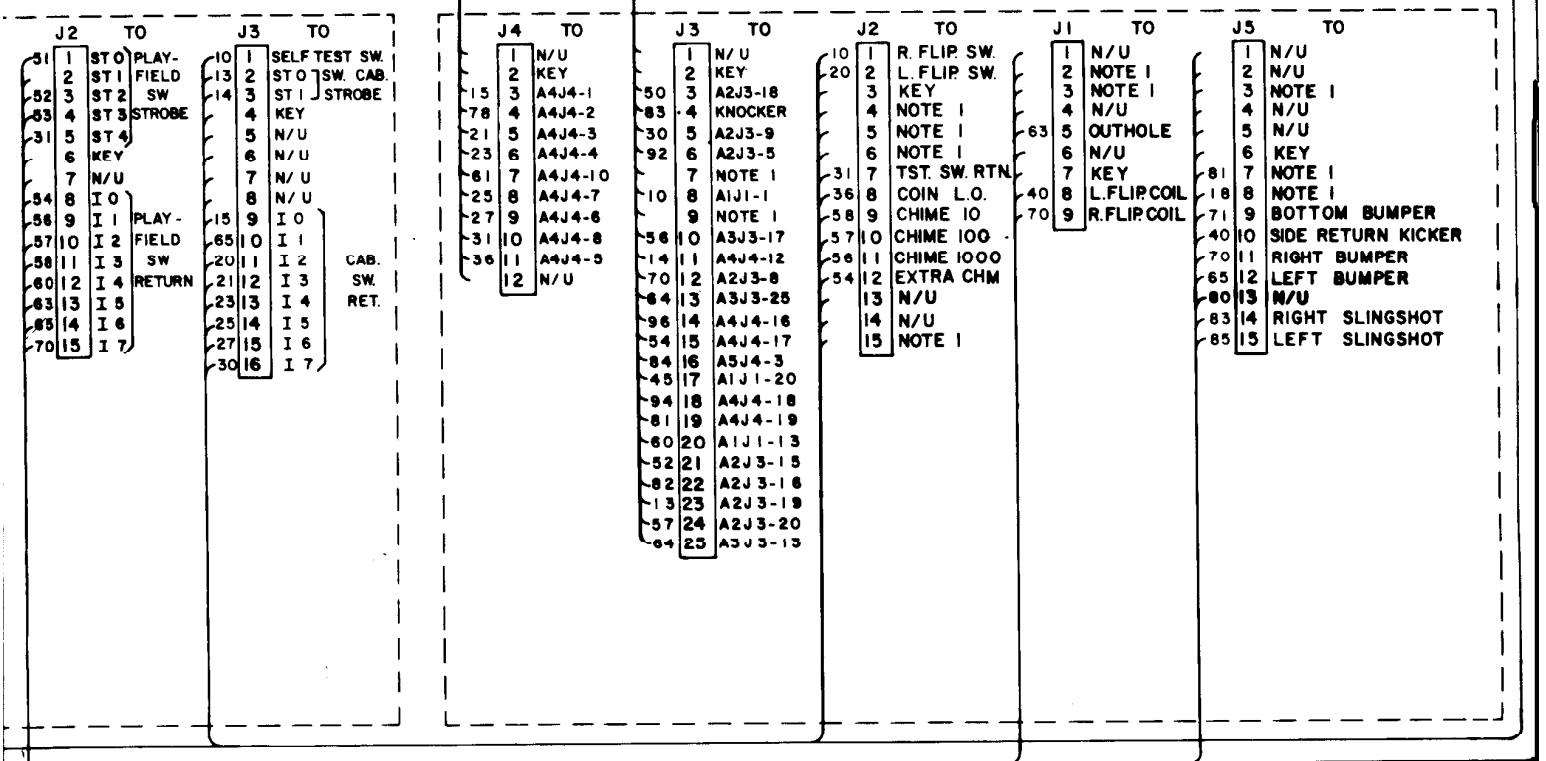 J2 TO
51 1 ST 0 PLAY-
2 ST 1 FIELD
52 3 ST 2 SW
53 4 ST 3 STROBE
31 5 ST 4
6 KEY
7 N/U
54 8 I 0
56 9 I 1 PLAY-
57 10 I 2 FIELD
58 11 I 3 SW
60 12 I 4 RETURN
63 13 I 5
65 14 I 6
70 15 I 7
J3 TO
10 1 SELF TEST SW.
13 2 ST 0 SW. CAB.
14 3 ST 1 STROBE
4 KEY
5 N/U
6 N/U
7 N/U
8 N/U
15 9 I 0
65 10 I 1
20 11 I 2 CAB.
21 12 I 3 SW.
23 13 I 4 RET.
25 14 I 5
27 15 I 6
30 16 I 7
J4 TO
1 N/U
2 KEY
15 3 A4J4-1
78 4 A4J4-2
21 5 A4J4-3
23 6 A4J4-4
61 7 A4J4-10
25 8 A4J4-7
27 9 A4J4-6
31 10 A4J4-8
36 11 A4J4-5
12 N/U
J3 TO
1 N/U
2 KEY
50 3 A2J3-18
83 4 KNOCKER
30 5 A2J3-9
92 6 A2J3-5
7 NOTE 1
10 8 A1J1-1
9 NOTE 1
56 10 A3J3-17
14 11 A4J4-12
70 12 A2J3-8
64 13 A3J3-25
96 14 A4J4-16
54 15 A4J4-17
84 16 A5J4-3
45 17 A1J1-20
94 18 A4J4-18
81 19 A4J4-19
60 20 A1J1-13
52 21 A2J3-15
82 22 A2J3-16
13 23 A2J3-19
57 24 A2J3-20
64 25 A3J3-13
J2 TO
10 1 R. FLIP. SW.
20 2 L. FLIP. SW.
3 KEY
4 NOTE 1
5 NOTE 1
6 NOTE 1
31 7 TST. SW. RTN.
36 8 COIN L.O.
58 9 CHIME 10
57 10 CHIME 100
56 11 CHIME 1000
54 12 EXTRA CHM
13 N/U
14 N/U
15 NOTE 1
J1 TO
1 N/U
2 NOTE 1
3 NOTE 1
4 N/U
63 5 OUTHOLE
6 N/U
7 KEY
40 8 L.FLIP.COIL
70 9 R.FLIP.COIL
J5 TO
1 N/U
2 N/U
3 NOTE 1
4 N/U
5 N/U
6 KEY
81 7 NOTE 1
18 8 NOTE 1
71 9 BOTTOM BUMPER
40 10 SIDE RETURN KICKER
70 11 RIGHT BUMPER
65 12 LEFT BUMPER
80 13 N/U
83 14 RIGHT SLINGSHOT
85 15 LEFT SLINGSHOT